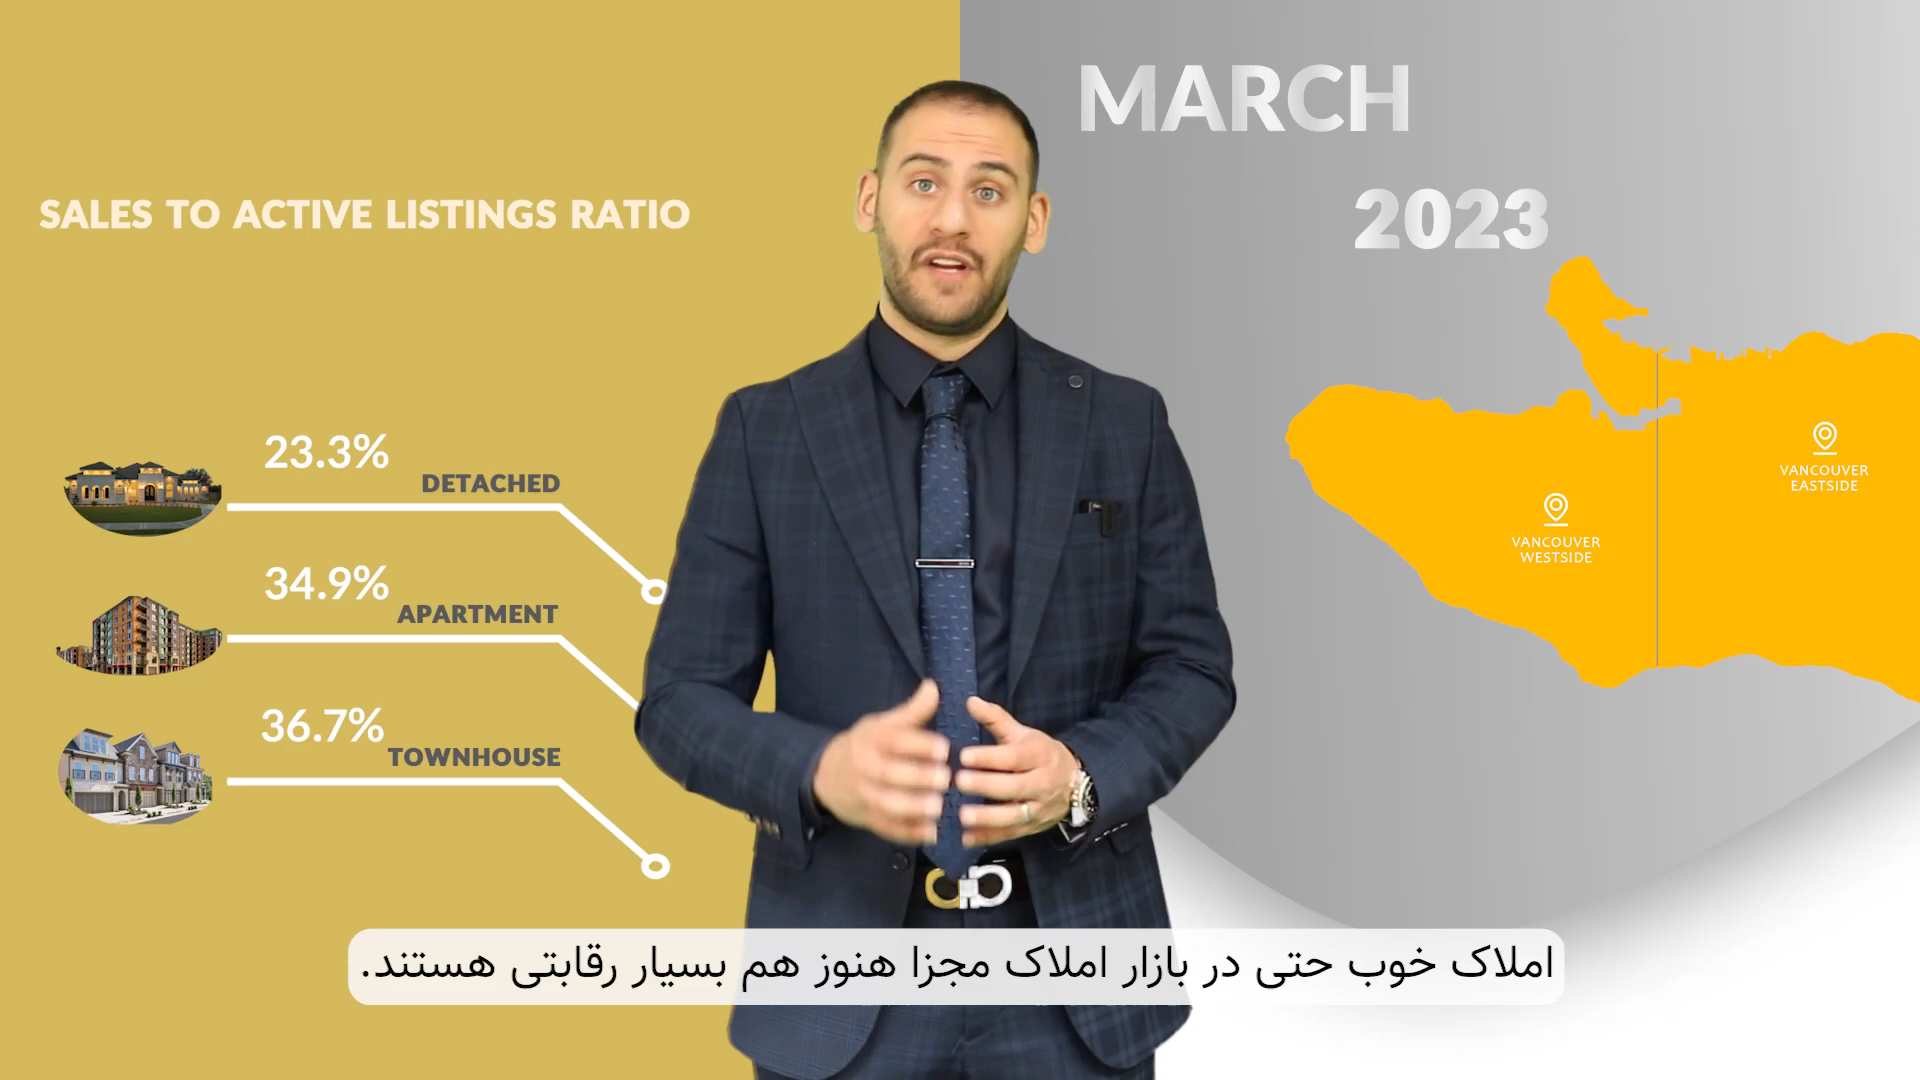 MARCH
2023
SALES TO ACTIVE LISTINGS RATIO
23.3%
DETACHED
34.9%
APARTMENT
36.7%
TOWNHOUSE
VANCOUVER
EASTSIDE
VANCOUVER
WESTSIDE
املاک خوب حتی در بازار املاک مجزا هنوز هم بسیار رقابتی هستند.